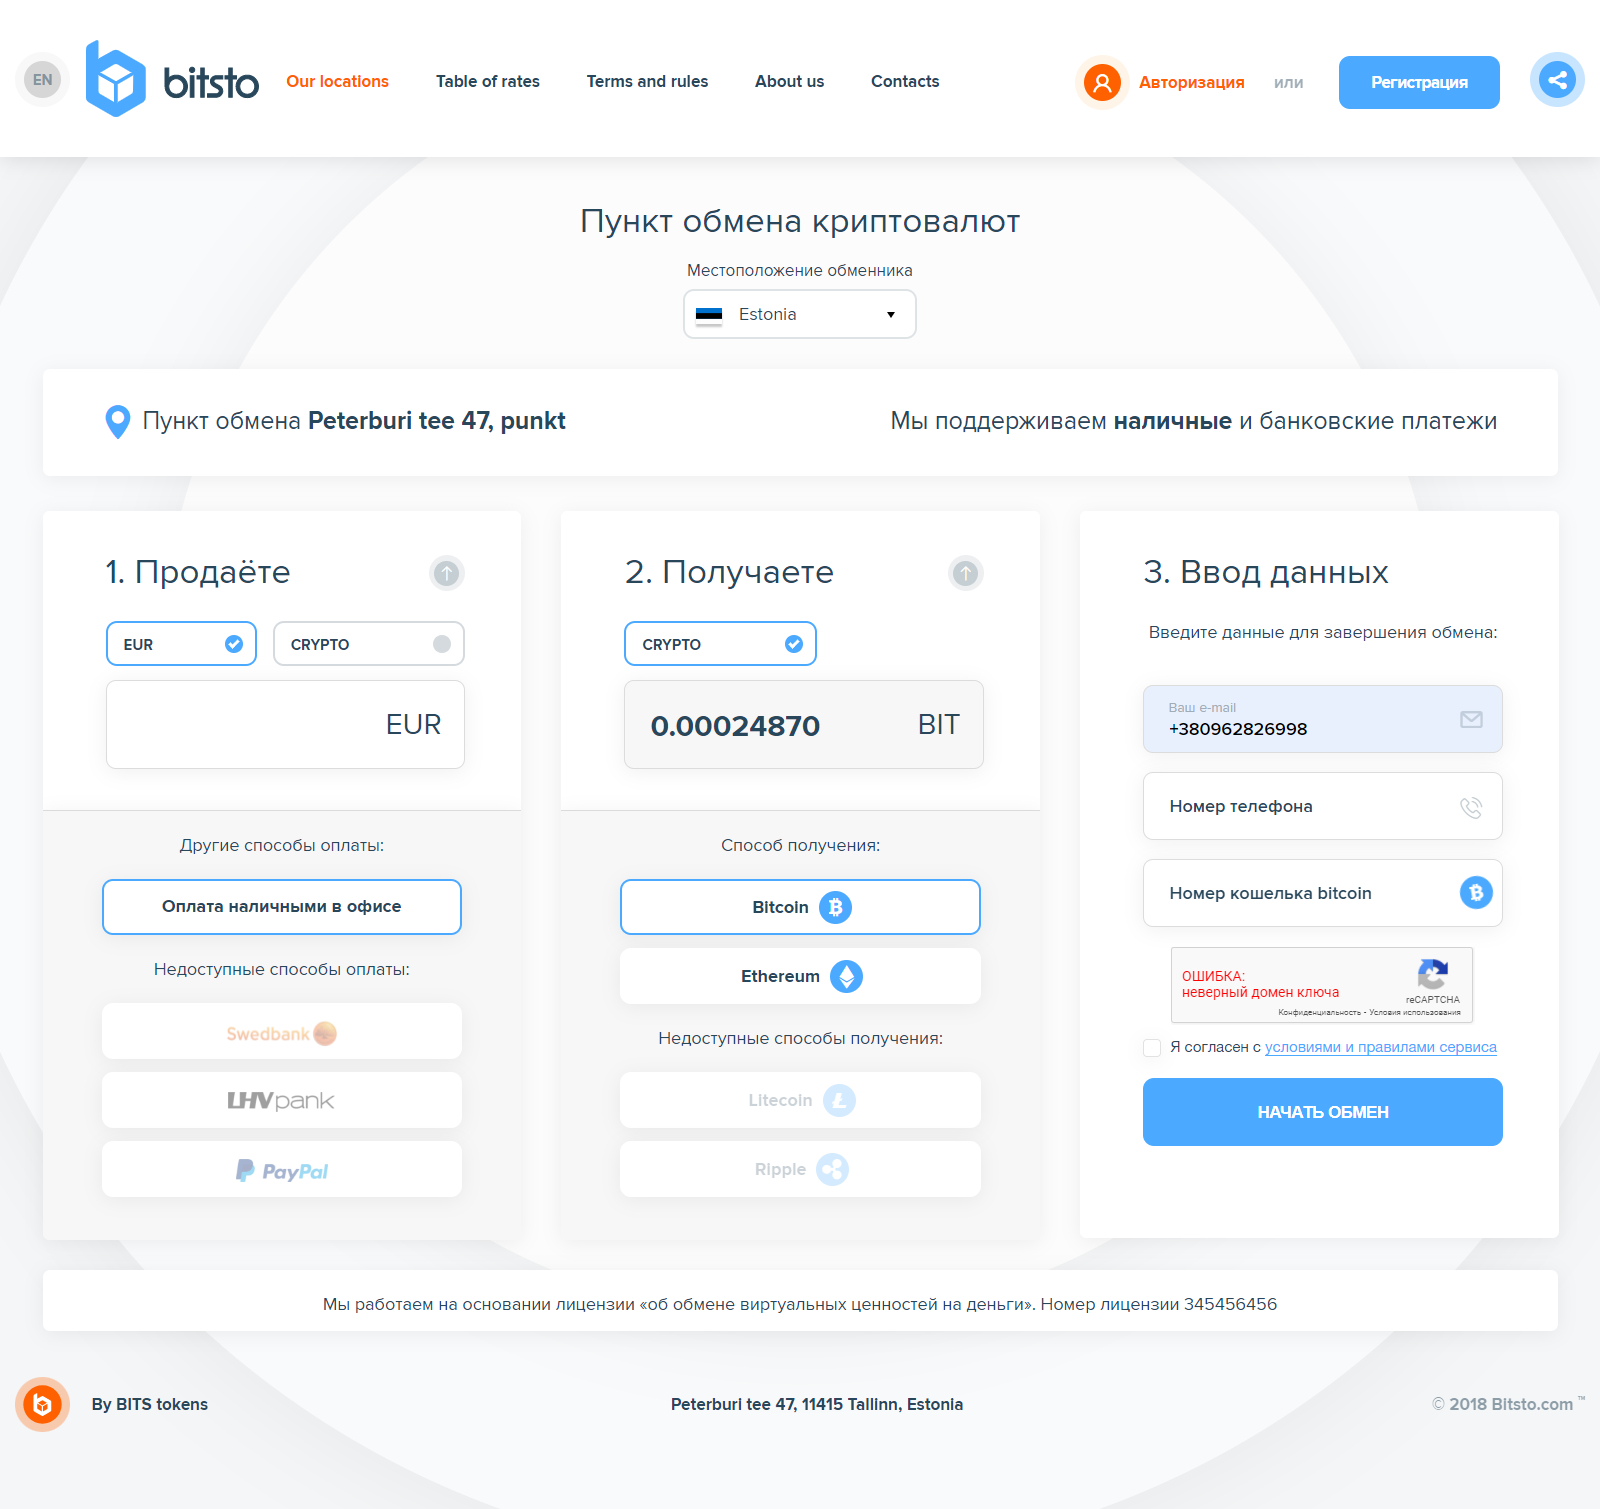 EN
bitsto
Our locations
Table of rates
Terms and rules
About us
Contacts
Авторизация
или
Регистрация
Пункт обмена криптовалют
Местоположение обменника
Estonia
Пункт обмена Peterburi tee 47, punkt
Мы поддерживаем наличные и банковские платежи
1. Продаёте
EUR
CRYPTO
EUR
Другие способы оплаты:
Оплата наличными в офисе
Недоступные способы оплаты:
Swedbank
LHV pank
PayPal
2. Получаете
CRYPTO
0.00024870 BIT
Способ получения:
Bitcoin
Ethereum
Недоступные способы получения:
Litecoin
Ripple
3. Ввод данных
Введите данные для завершения обмена:
Ваш e-mail
+380962826998
Номер телефона
Номер кошелька bitcoin
ОШИБКА:
неверный домен ключа
reCAPTCHA
Конфиденциальность - Условия использования
Я согласен с условиями и правилами сервиса
НАЧАТЬ ОБМЕН
Мы работаем на основании лицензии «об обмене виртуальных ценностей на деньги». Номер лицензии 345456456
By BITS tokens
Peterburi tee 47, 11415 Tallinn, Estonia
© 2018 Bitsto.com ™